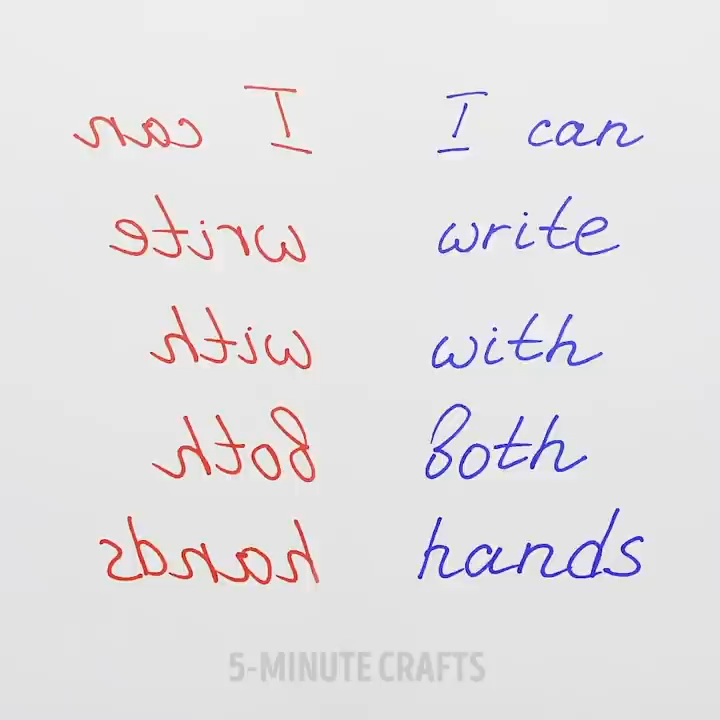 I can I can
write write
with with
both both
hands hands
5-MINUTE CRAFTS